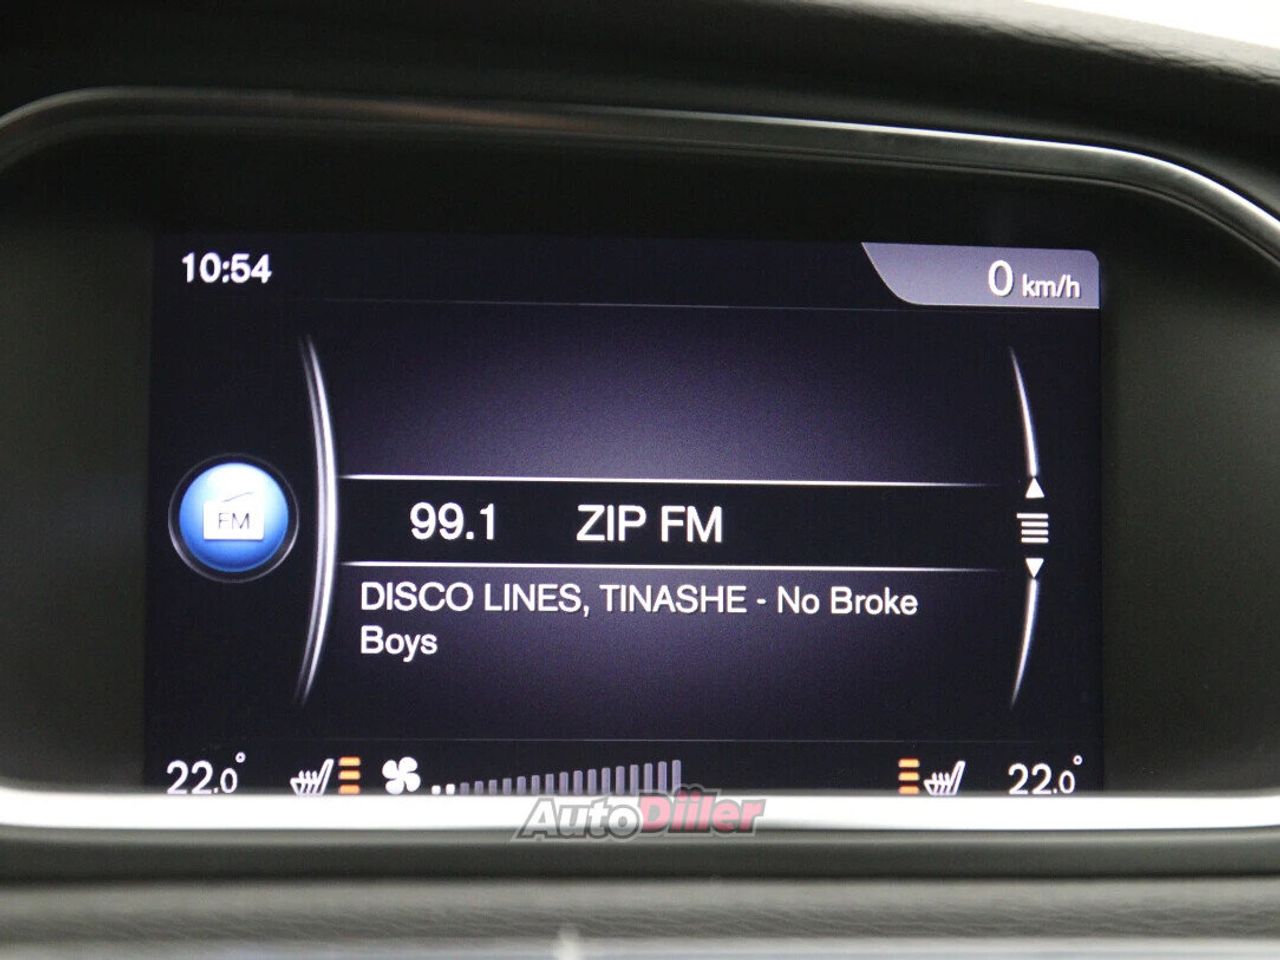 10:54
0 km/h
FM
99.1 ZIP FM
DISCO LINES, TINASHE - No Broke
Boys
22.0° 22.0°
AutoDiiler